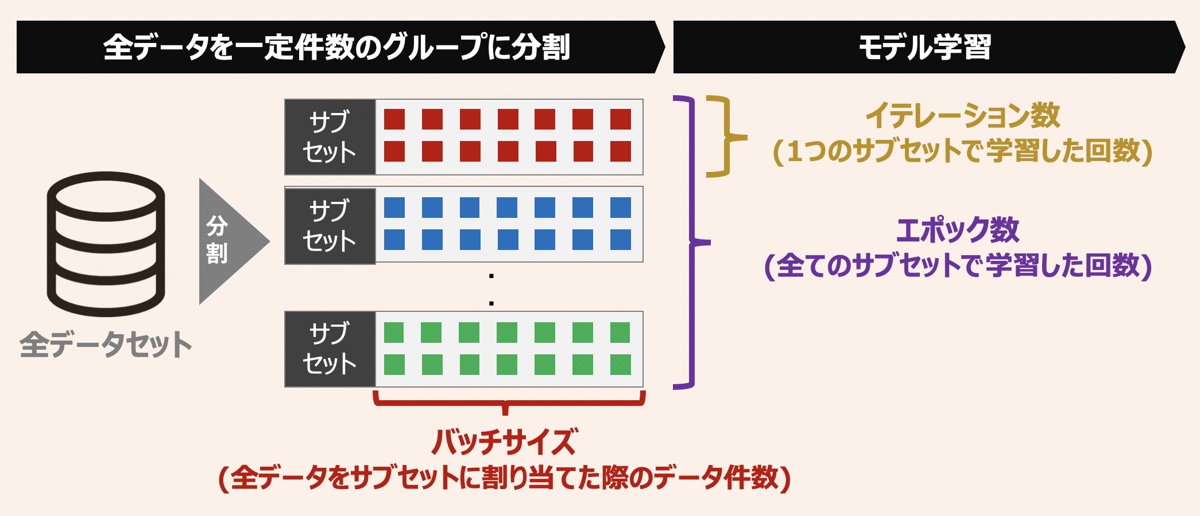 全データを一定件数のグループに分割
モデル学習
サブ
セット
イテレーション数
(1つのサブセットで学習した回数)
サブ
セット
分
割
エポック数
(全てのサブセットで学習した回数)
サブ
セット
全データセット
バッチサイズ
(全データをサブセットに割り当てた際のデータ件数)